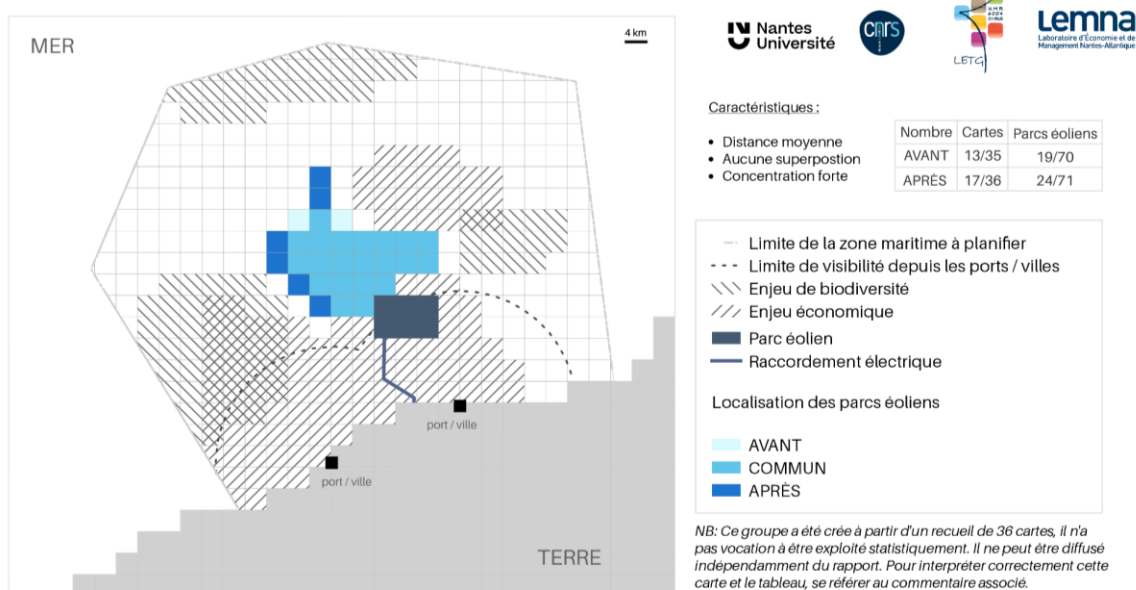 MER
4 km
port / ville
port / ville
TERRE
Nantes
Université
cnrs
LETG
Lemna
Laboratoire d'Économie et de
Management Nantes-Atlantique
Caractéristiques :
• Distance moyenne
• Aucune superpostion
• Concentration forte
Nombre Cartes Parcs éoliens
AVANT 13/35 19/70
APRÈS 17/36 24/71
Limite de la zone maritime à planifier
Limite de visibilité depuis les ports / villes
Enjeu de biodiversité
Enjeu économique
Parc éolien
Raccordement électrique
Localisation des parcs éoliens
AVANT
COMMUN
APRÈS
NB: Ce groupe a été crée à partir d'un recueil de 36 cartes, il n'a
pas vocation à être exploité statistiquement. Il ne peut être diffusé
indépendamment du rapport. Pour interpréter correctement cette
carte et le tableau, se référer au commentaire associé.